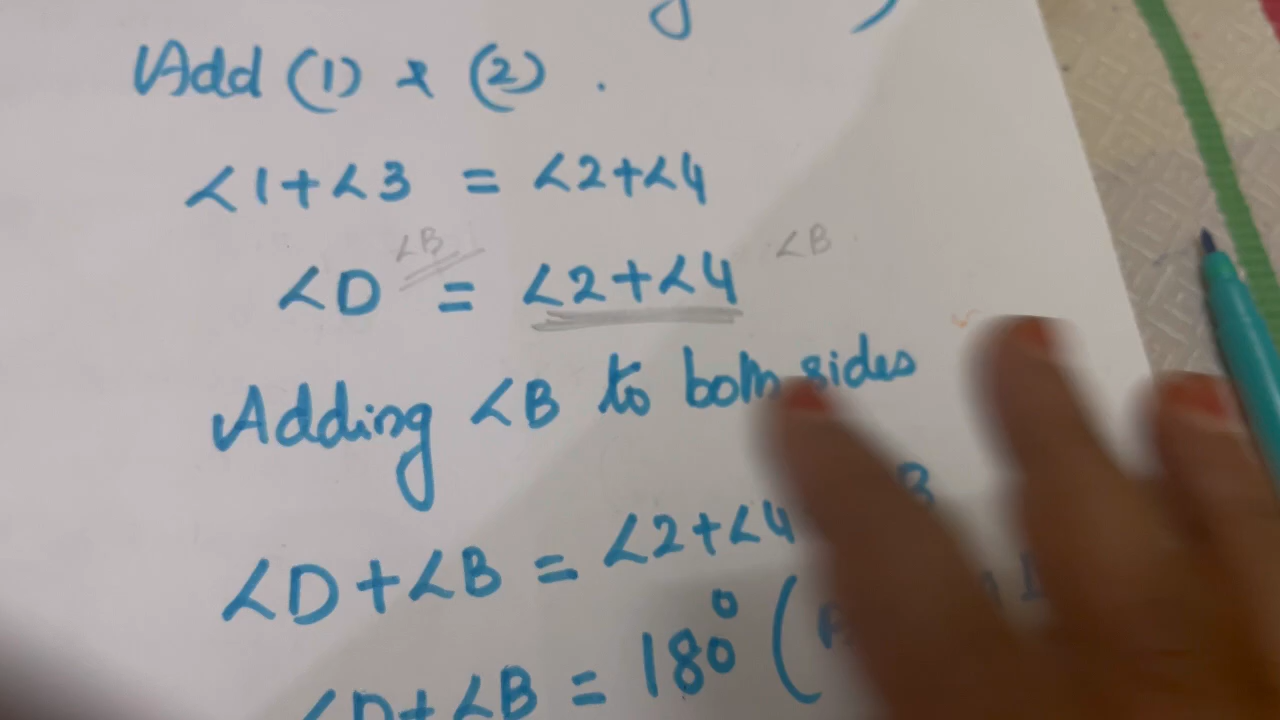 Add (1) & (2).
∠1+∠3 = ∠2+∠4
∠B ∠B
∠D = ∠2+∠4
Adding ∠B to both sides
∠D+∠B = ∠2+∠4 B
∠D+∠B = 180° (